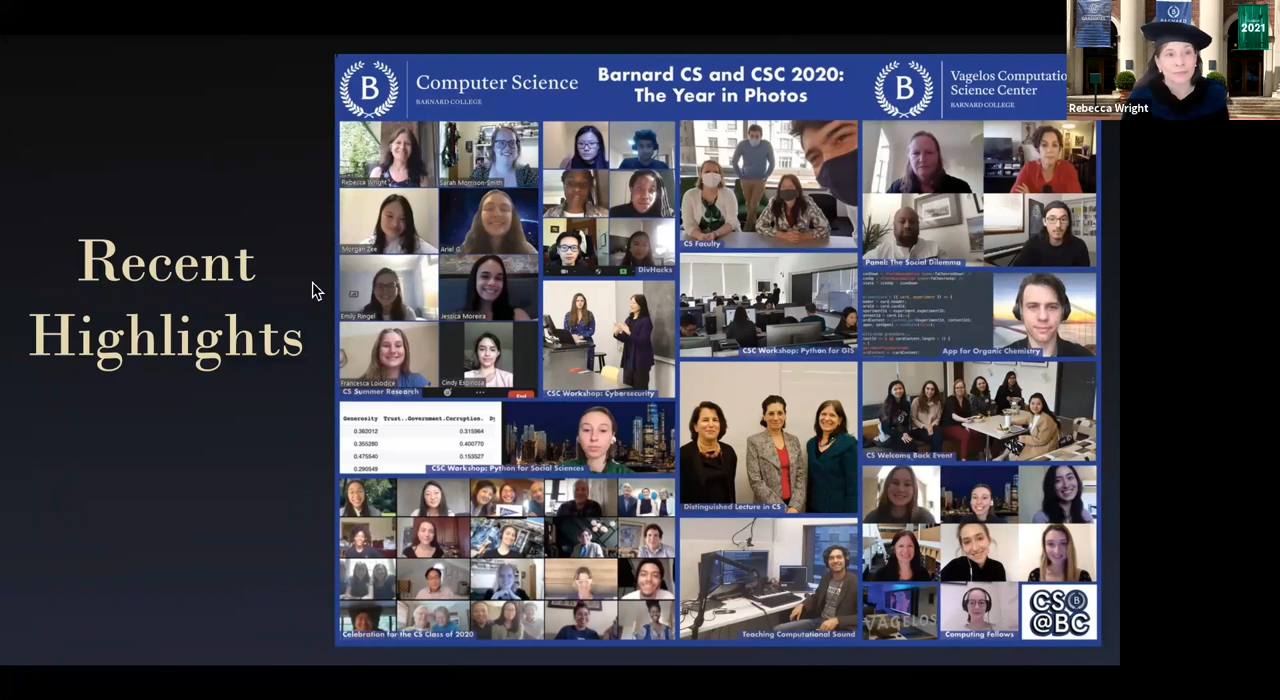 Recent
Highlights
B
Computer Science
BARNARD COLLEGE
Barnard CS and CSC 2020:
The Year in Photos
B
Vagelos Computatio
Science Center
BARNARD COLLEGE
BARNARD
2021
Rebecca Wright
Rebecca Wright
Sarah Morrison-Smith
Morgan Zee
Ariel G.
Emily Ringel
Jessica Moreira
Francesca Loiodice
Cindy Espinosa
CS Summer Research
End
DivHacks
CSC Workshop: Cybersecurity
CS Faculty
CSC Workshop: Python for GIS
Panel: The Social Dilemma
App for Organic Chemistry
Generosity Trust..Government.Corruption.
0.362012 0.315964
0.355280 0.400770
0.475540 0.153527
0.290549
CSC Workshop: Python for Social Sciences
Celebration for the CS Class of 2020
Distinguished Lecture in CS
Teaching Computational Sound
CS Welcome Back Event
VAGELOS
Computing Fellows
CS@
@BC